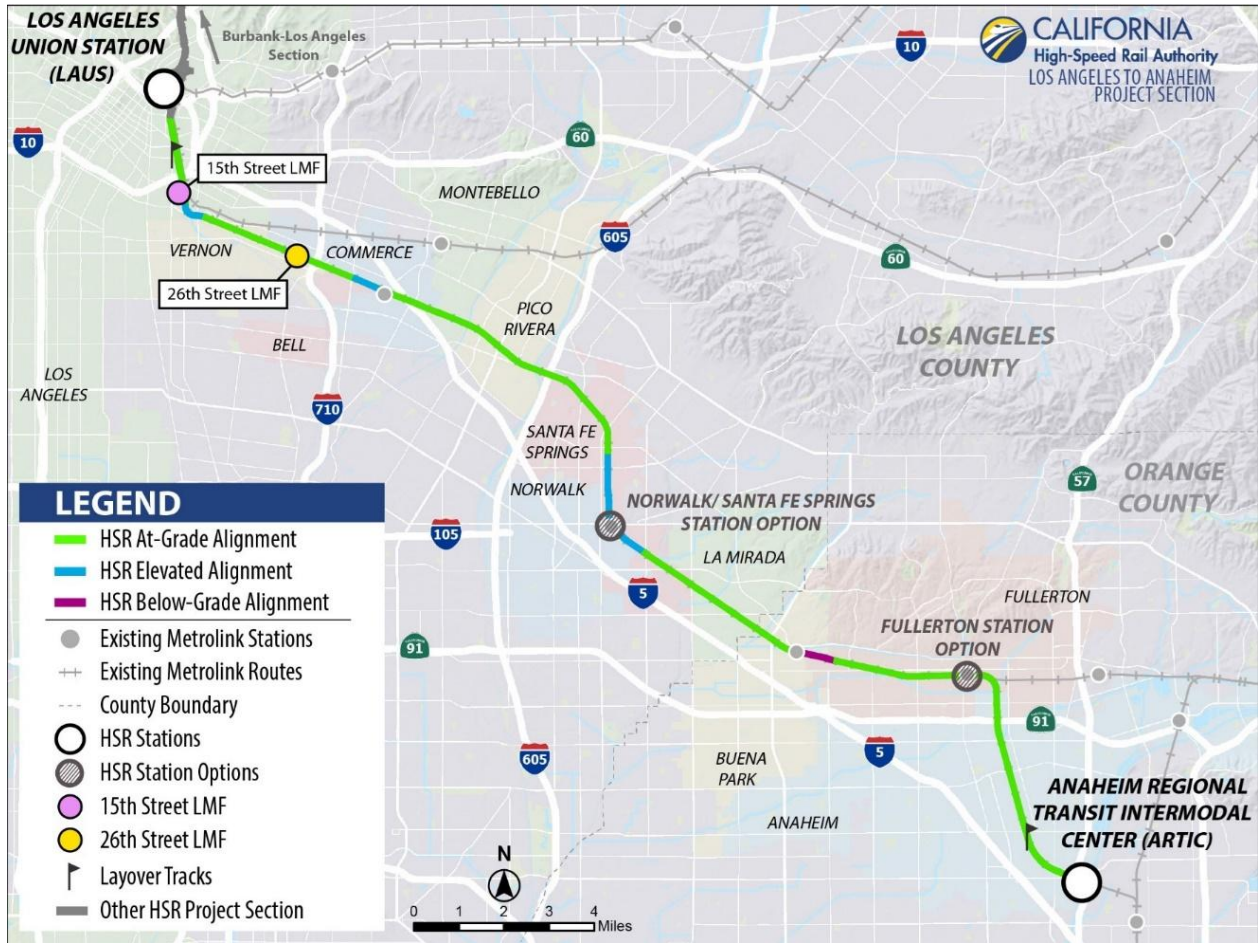 LOS ANGELES
UNION STATION
(LAUS)
Burbank-Los Angeles
Section
CALIFORNIA
High-Speed Rail Authority
LOS ANGELES TO ANAHEIM
PROJECT SECTION
10
10
60
15th Street LMF
MONTEBELLO
605
VERNON
COMMERCE
60
26th Street LMF
PICO
RIVERA
BELL
LOS ANGELES
COUNTY
LOS
ANGELES
710
SANTA FE
SPRINGS
ORANGE
COUNTY
CALIFORNIA
57
NORWALK
NORWALK/ SANTA FE SPRINGS
STATION OPTION
105
LA MIRADA
5
FULLERTON
FULLERTON STATION
OPTION
91
91
BUENA
PARK
5
605
ANAHEIM
ANAHEIM REGIONAL
TRANSIT INTERMODAL
CENTER (ARTIC)
LEGEND
HSR At-Grade Alignment
HSR Elevated Alignment
HSR Below-Grade Alignment
Existing Metrolink Stations
Existing Metrolink Routes
County Boundary
HSR Stations
HSR Station Options
15th Street LMF
26th Street LMF
Layover Tracks
Other HSR Project Section
N
0 1 2 3 4
Miles